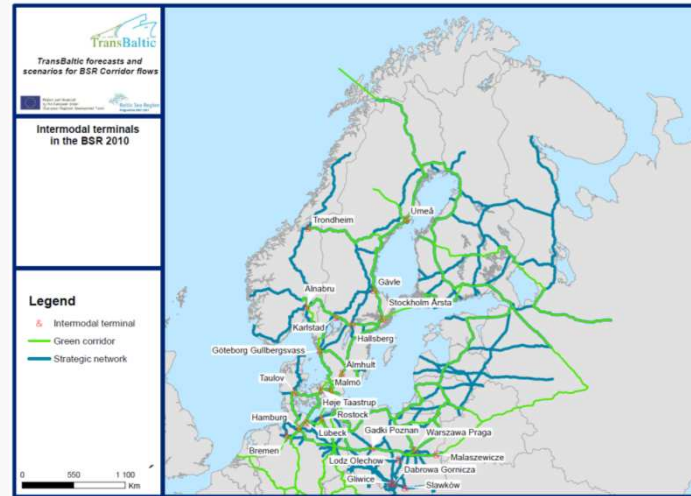 TransBaltic
TransBaltic forecasts and
scenarios for BSR Corridor flows
Baltic Sea Region
Intermodal terminals
in the BSR 2010
Legend
Intermodal terminal
Green corridor
Strategic network
0 550 1 100
Km
Umeå
Trondheim
Gävle
Alnabru
Stockholm Årsta
Karlstad
Hallsberg
Göteborg Gullbergsvass
Älmhult
Taulov
Malmö
Høje Taastrup
Hamburg
Rostock
Lübeck
Gadki Poznan
Warszawa Praga
Bremen
Lodz Olechow
Malaszewicze
Dabrowa Gornicza
Gliwice
Slawków